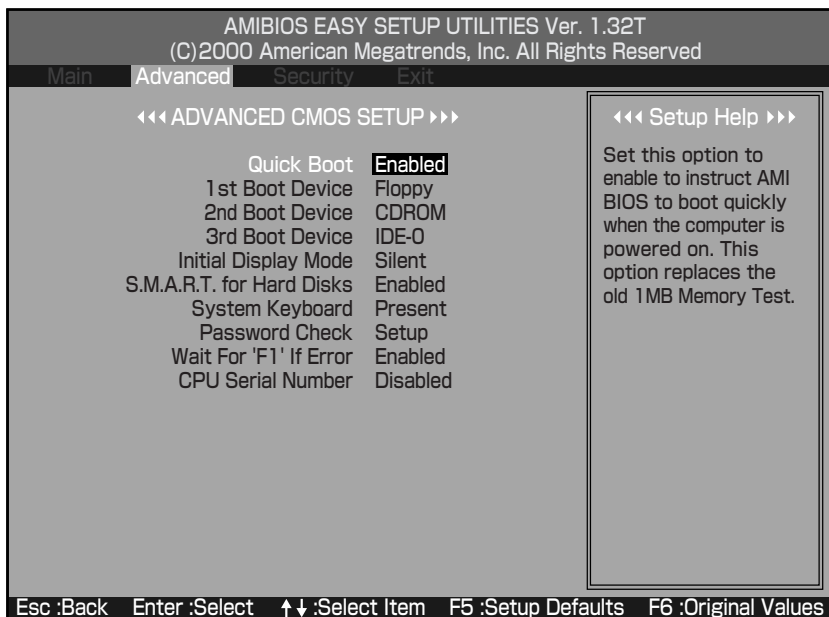 AMIBIOS EASY SETUP UTILITIES Ver. 1.32T
(C)2000 American Megatrends, Inc. All Rights Reserved
Main Advanced Security Exit
ADVANCED CMOS SETUP
Quick Boot Enabled
1st Boot Device Floppy
2nd Boot Device CDROM
3rd Boot Device IDE-0
Initial Display Mode Silent
S.M.A.R.T. for Hard Disks Enabled
System Keyboard Present
Password Check Setup
Wait For 'F1' If Error Enabled
CPU Serial Number Disabled
Setup Help
Set this option to
enable to instruct AMI
BIOS to boot quickly
when the computer is
powered on. This
option replaces the
old 1MB Memory Test.
Esc :Back Enter :Select ↑↓ :Select Item F5 :Setup Defaults F6 :Original Values